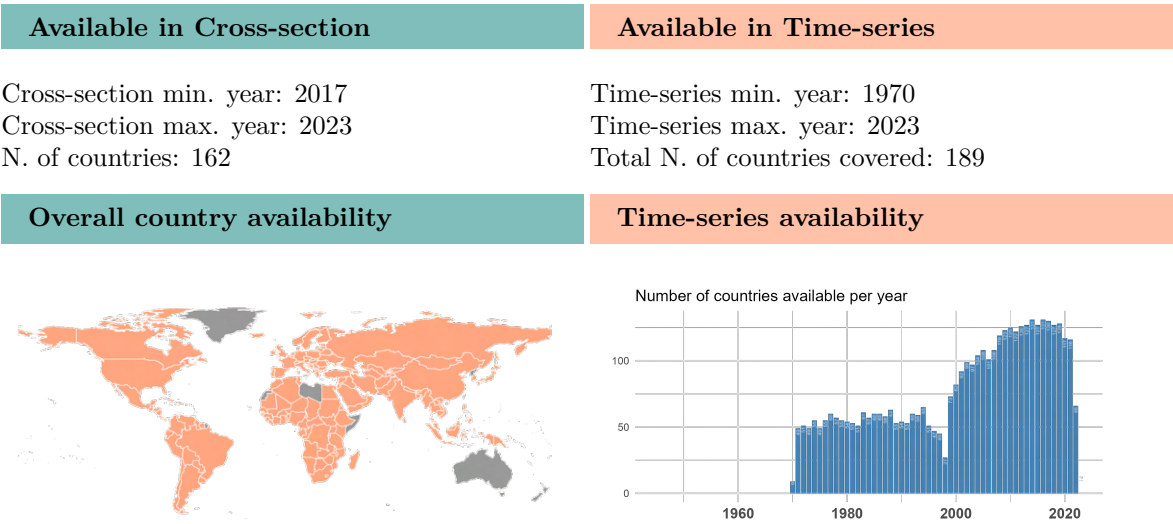 Available in Cross-section
Available in Time-series
Cross-section min. year: 2017
Cross-section max. year: 2023
N. of countries: 162
Time-series min. year: 1970
Time-series max. year: 2023
Total N. of countries covered: 189
Overall country availability
Time-series availability
Number of countries available per year
100
50
0
1960
1980
2000
2020